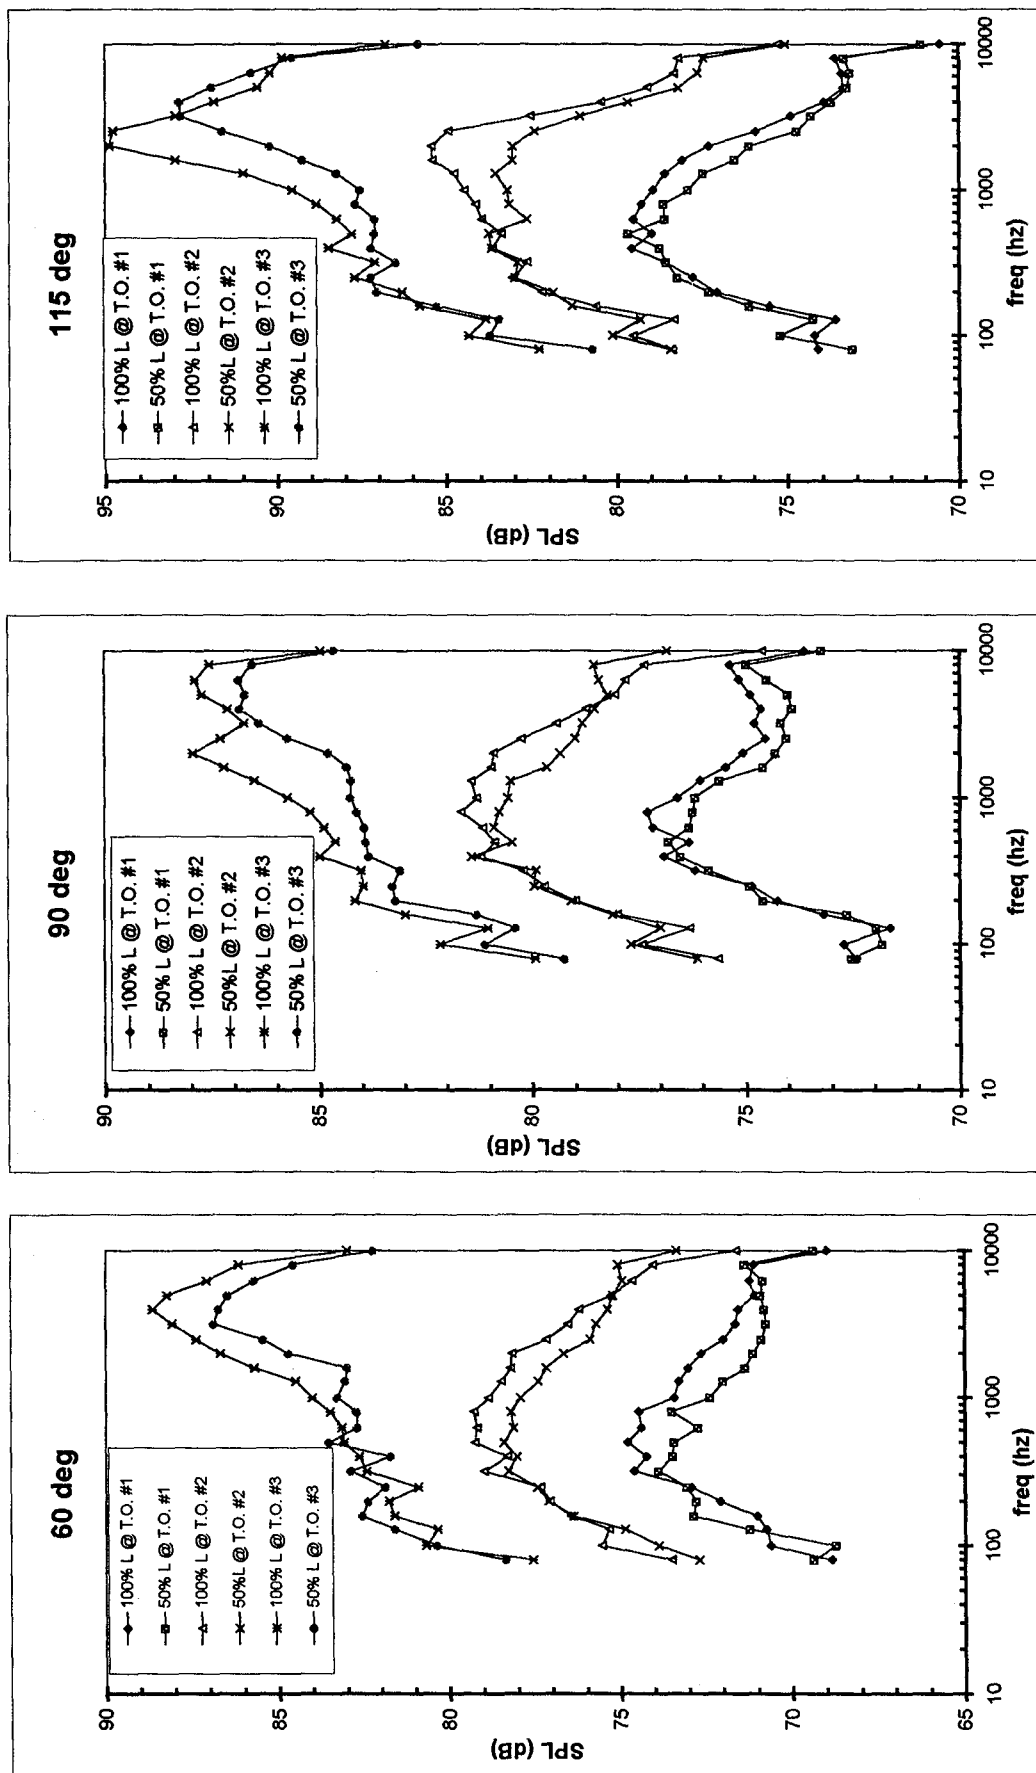 60 deg
SPL (dB)
90
85
80
75
70
65
100% L @ T.O. #1
50% L @ T.O. #1
100% L @ T.O. #2
50%L @ T.O. #2
100% L @ T.O. #3
50% L @ T.O. #3
10
100
1000
10000
freq (hz)
90 deg
SPL (dB)
90
85
80
75
70
100% L @ T.O. #1
50% L @ T.O. #1
100% L @ T.O. #2
50%L @ T.O. #2
100% L @ T.O. #3
50% L @ T.O. #3
10
100
1000
10000
freq (hz)
115 deg
SPL (dB)
95
90
85
80
75
70
100% L @ T.O. #1
50% L @ T.O. #1
100% L @ T.O. #2
50%L @ T.O. #2
100% L @ T.O. #3
50% L @ T.O. #3
10
100
1000
10000
freq (hz)